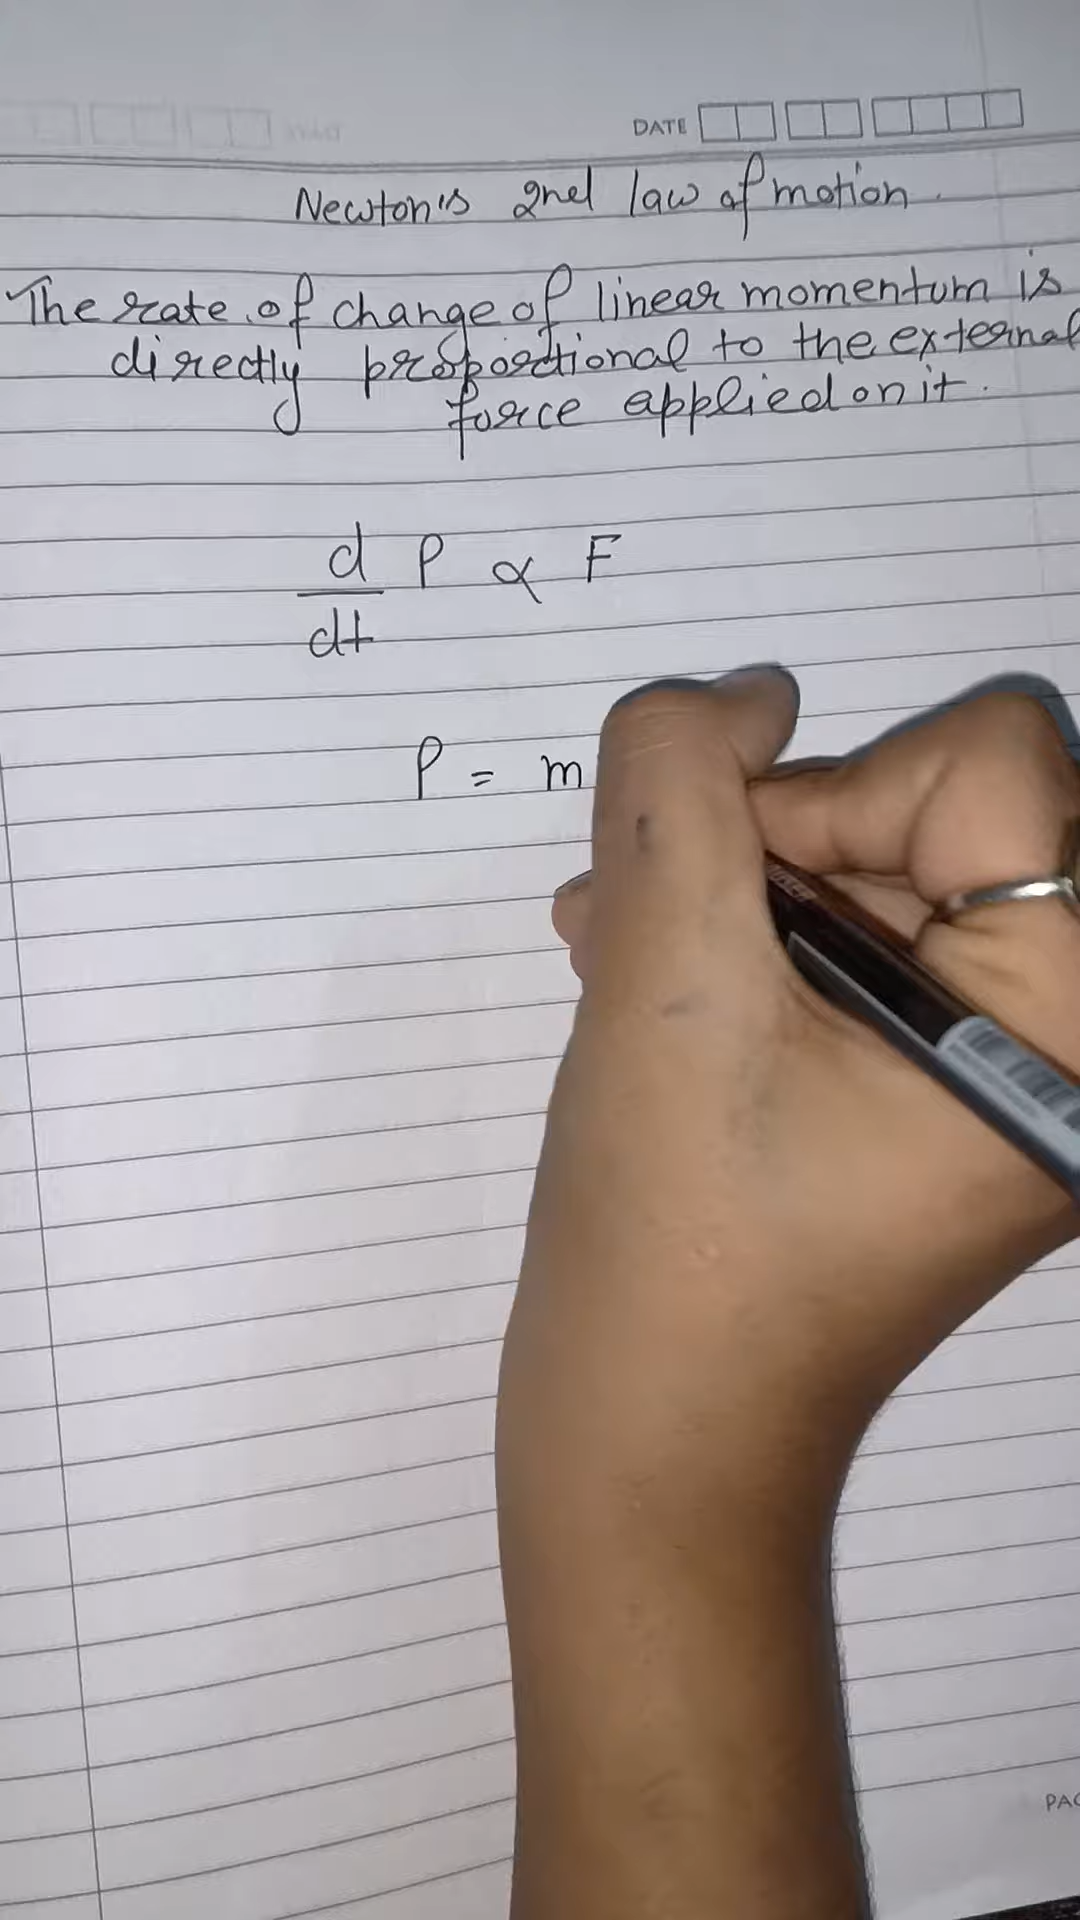 DATE
Newton's 2nd law of motion.
The rate of change of linear momentum is
directly proportional to the external
force applied on it.
d P ∝ F
dt
P = m
PAG